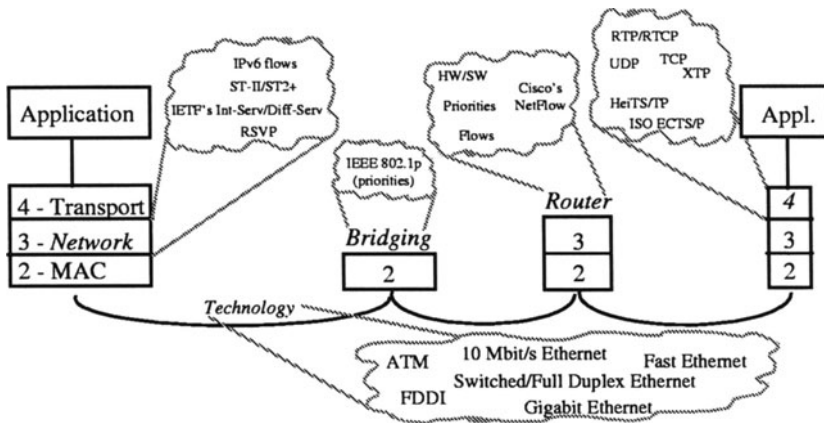 IPv6 flows
ST-II/ST2+
IETF's Int-Serv/Diff-Serv
RSVP
HW/SW
Priorities
Flows
Cisco's
NetFlow
RTP/RTCP
UDP
TCP
XTP
HeiTS/TP
ISO ECTS/P
Application
Appl.
IEEE 802.1p
(priorities)
4 - Transport
3 - Network
2 - MAC
Bridging
2
Router
3
2
4
3
2
Technology
ATM
10 Mbit/s Ethernet
Fast Ethernet
Switched/Full Duplex Ethernet
FDDI
Gigabit Ethernet